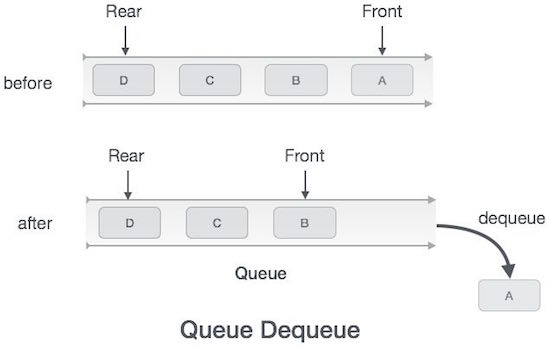 Rear Front
before D C B A
Rear Front
after D C B dequeue
Queue
A
Queue Dequeue